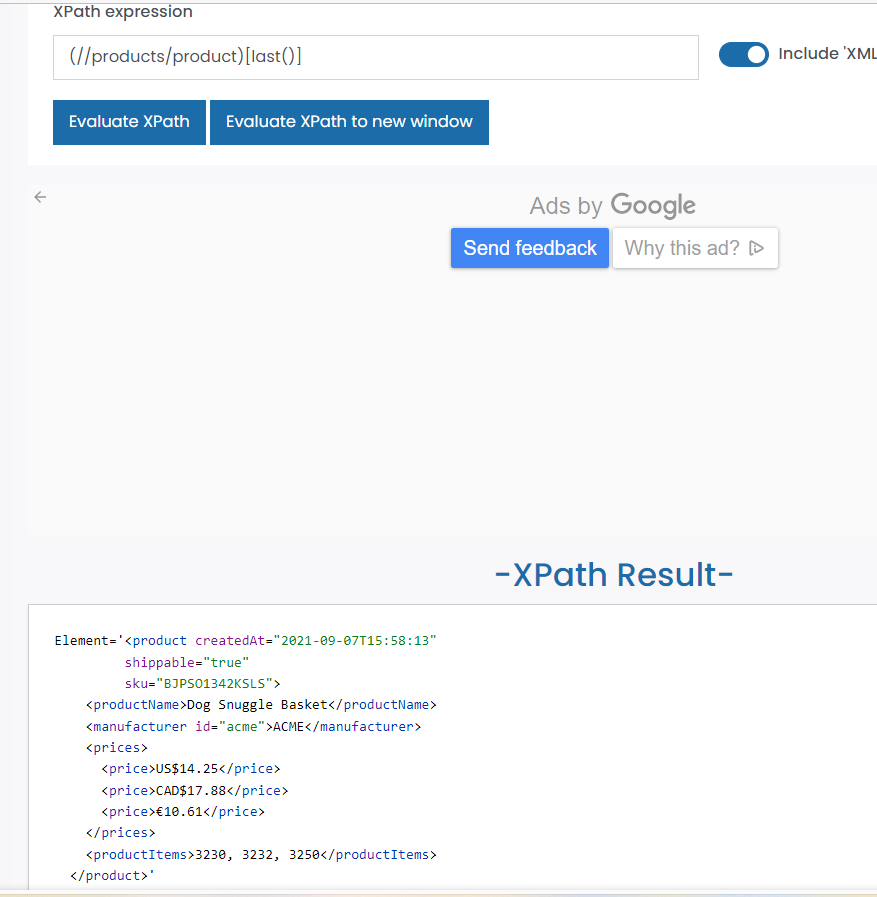 XPath expression
(//products/product)[last()]
Include 'XML
Evaluate XPath
Evaluate XPath to new window
Ads by Google
Send feedback
Why this ad?
-XPath Result-
Element='<product createdAt="2021-09-07T15:58:13"
shippable="true"
sku="BJPSO1342KSLS">
<productName>Dog Snuggle Basket</productName>
<manufacturer id="acme">ACME</manufacturer>
<prices>
<price>US$14.25</price>
<price>CAD$17.88</price>
<price>€10.61</price>
</prices>
<productItems>3230, 3232, 3250</productItems>
</product>'